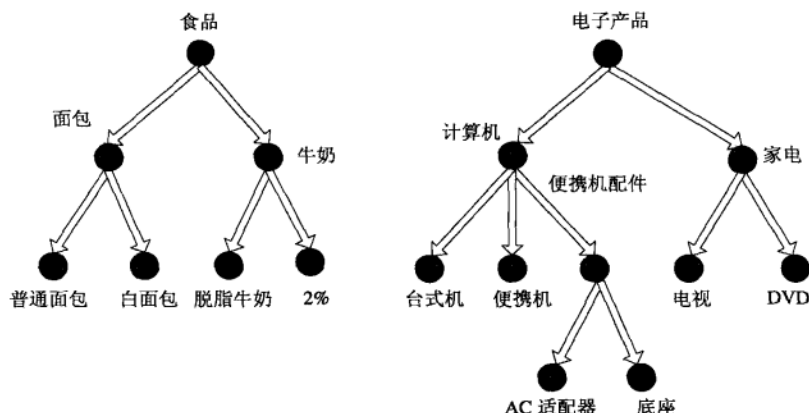 食品
电子产品
面包
牛奶
计算机
家电
便携机配件
普通面包
白面包
脱脂牛奶
2%
台式机
便携机
电视
DVD
AC 适配器
底座